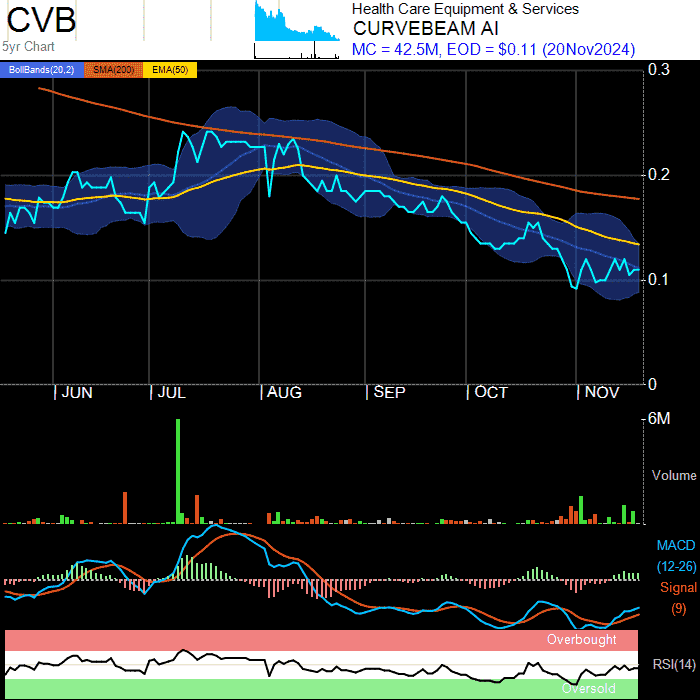 CVB
5yr Chart
Health Care Equipment & Services
CURVEBEAM AI
MC = 42.5M, EOD = $0.11 (20Nov2024)
BollBands(20,2) SMA(200) EMA(50)
0.3
0.2
0.1
0
JUN JUL AUG SEP OCT NOV
6M
Volume
MACD
(12-26)
Signal
(9)
Overbought
RSI(14)
Oversold